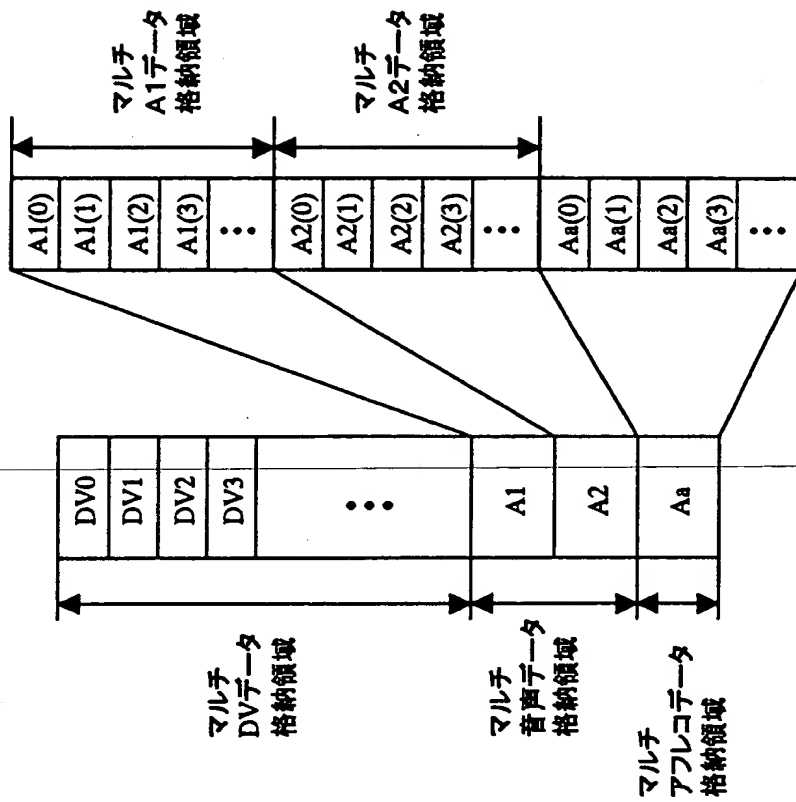 マルチ
DVデータ
格納領域
マルチ
音声データ
格納領域
マルチ
アフレコデータ
格納領域
DV0
DV1
DV2
DV3
•••
A1
A2
Aa
A1(0)
A1(1)
A1(2)
A1(3)
•••
A2(0)
A2(1)
A2(2)
A2(3)
•••
Aa(0)
Aa(1)
Aa(2)
Aa(3)
•••
マルチ
A1データ
格納領域
マルチ
A2データ
格納領域